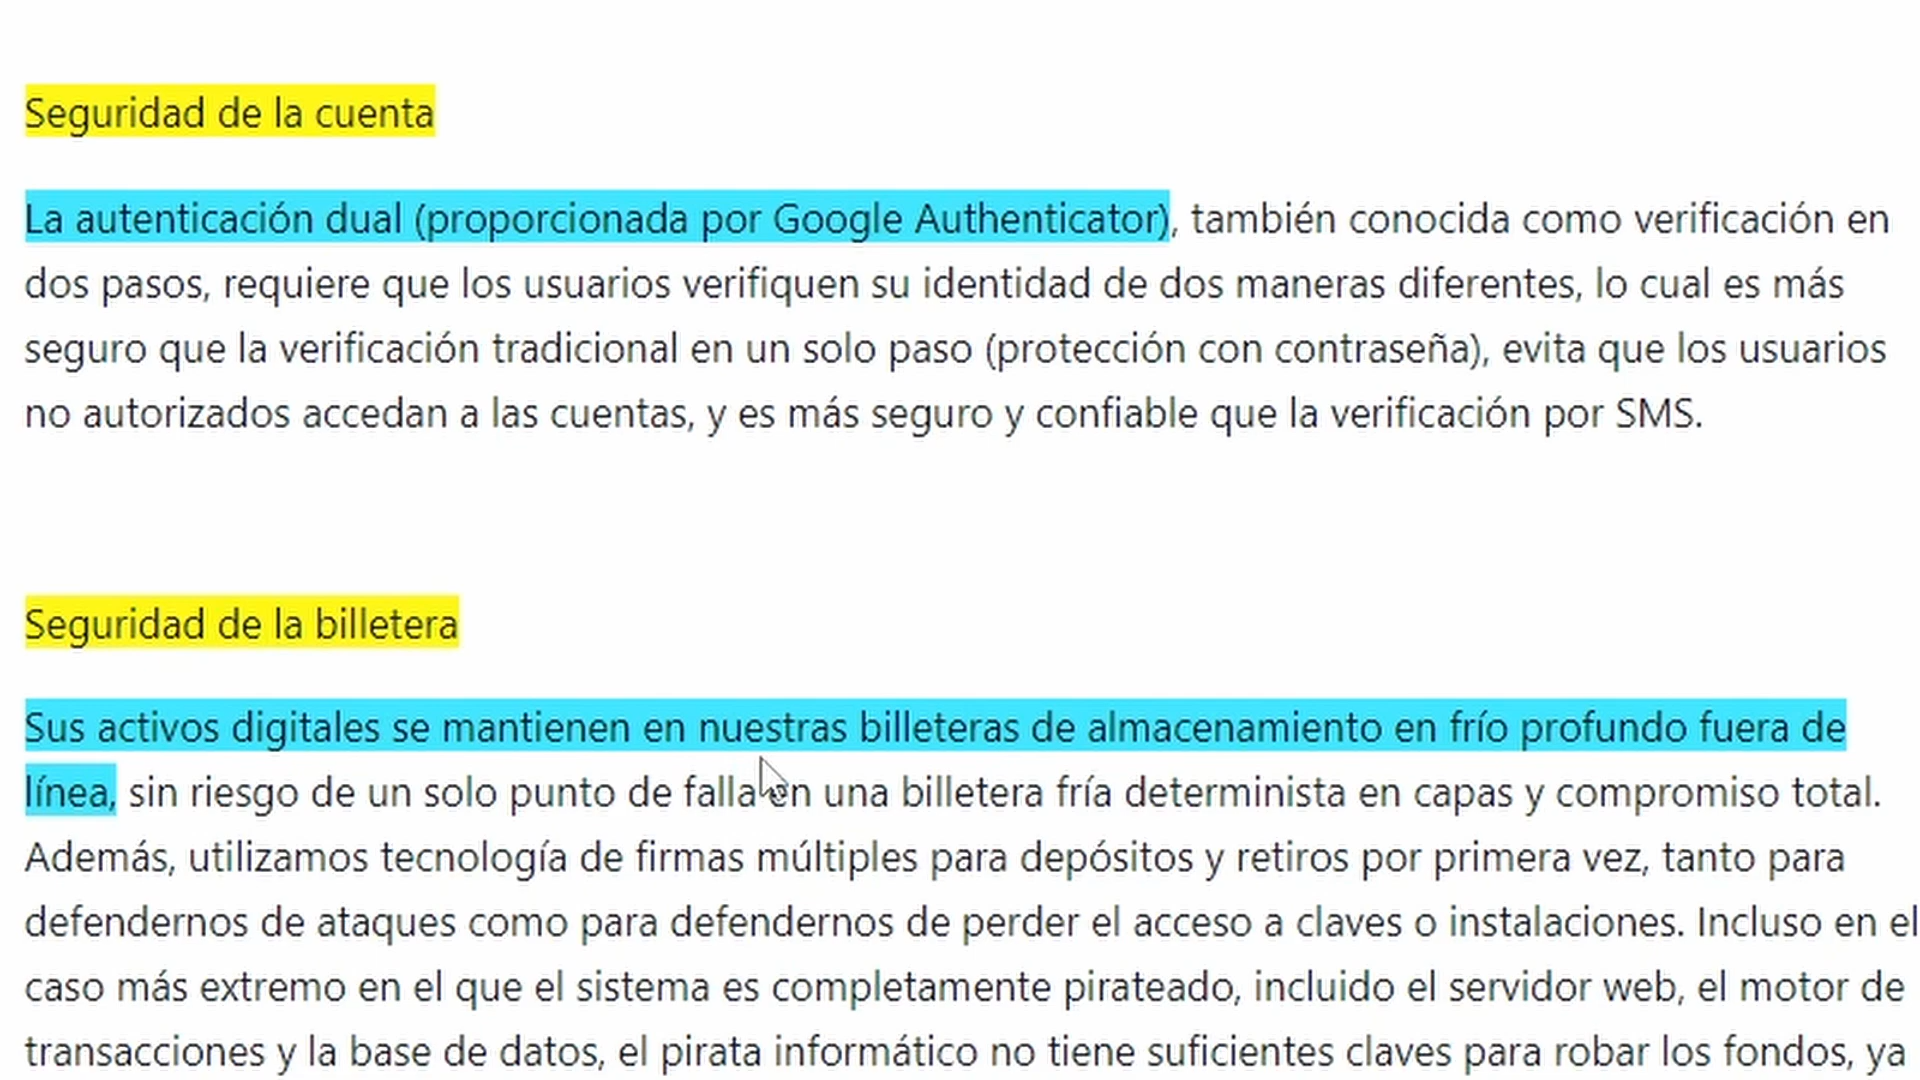 Seguridad de la cuenta
La autenticación dual (proporcionada por Google Authenticator), también conocida como verificación en
dos pasos, requiere que los usuarios verifiquen su identidad de dos maneras diferentes, lo cual es más
seguro que la verificación tradicional en un solo paso (protección con contraseña), evita que los usuarios
no autorizados accedan a las cuentas, y es más seguro y confiable que la verificación por SMS.
Seguridad de la billetera
Sus activos digitales se mantienen en nuestras billeteras de almacenamiento en frío profundo fuera de
línea, sin riesgo de un solo punto de falla en una billetera fría determinista en capas y compromiso total.
Además, utilizamos tecnología de firmas múltiples para depósitos y retiros por primera vez, tanto para
defendernos de ataques como para defendernos de perder el acceso a claves o instalaciones. Incluso en el
caso más extremo en el que el sistema es completamente pirateado, incluido el servidor web, el motor de
transacciones y la base de datos, el pirata informático no tiene suficientes claves para robar los fondos, ya